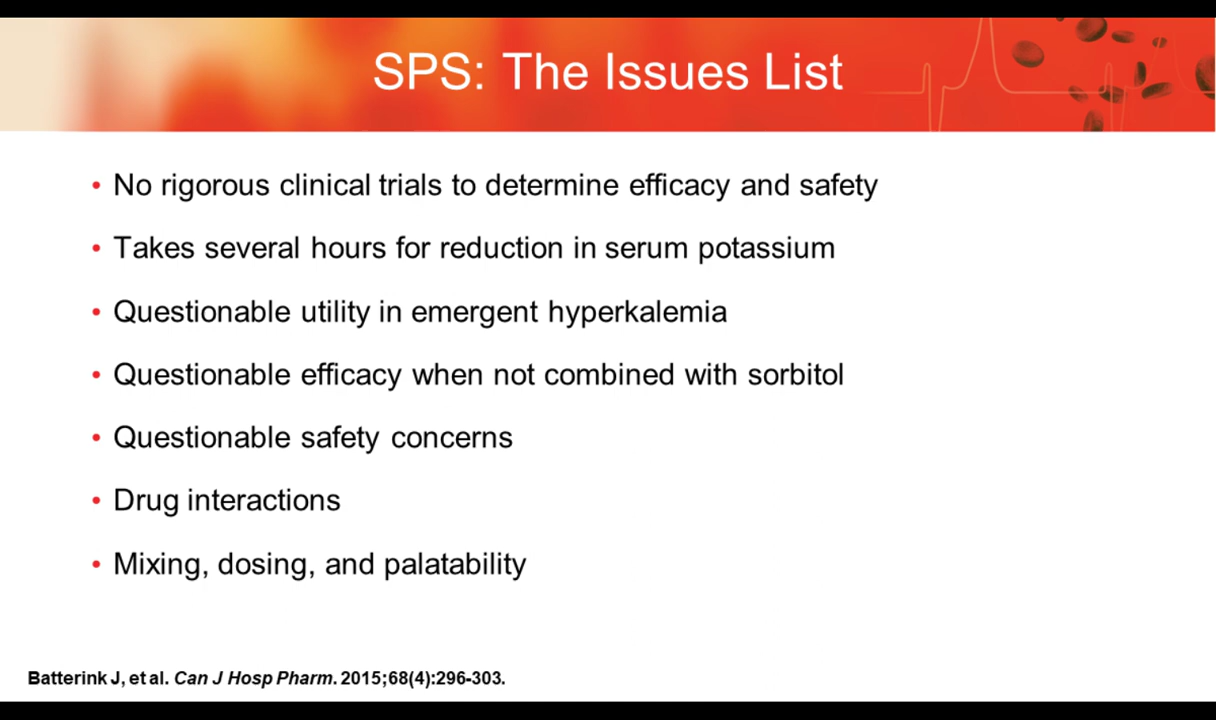 SPS: The Issues List
• No rigorous clinical trials to determine efficacy and safety
• Takes several hours for reduction in serum potassium
• Questionable utility in emergent hyperkalemia
• Questionable efficacy when not combined with sorbitol
• Questionable safety concerns
• Drug interactions
• Mixing, dosing, and palatability
Batterink J, et al. Can J Hosp Pharm. 2015;68(4):296-303.